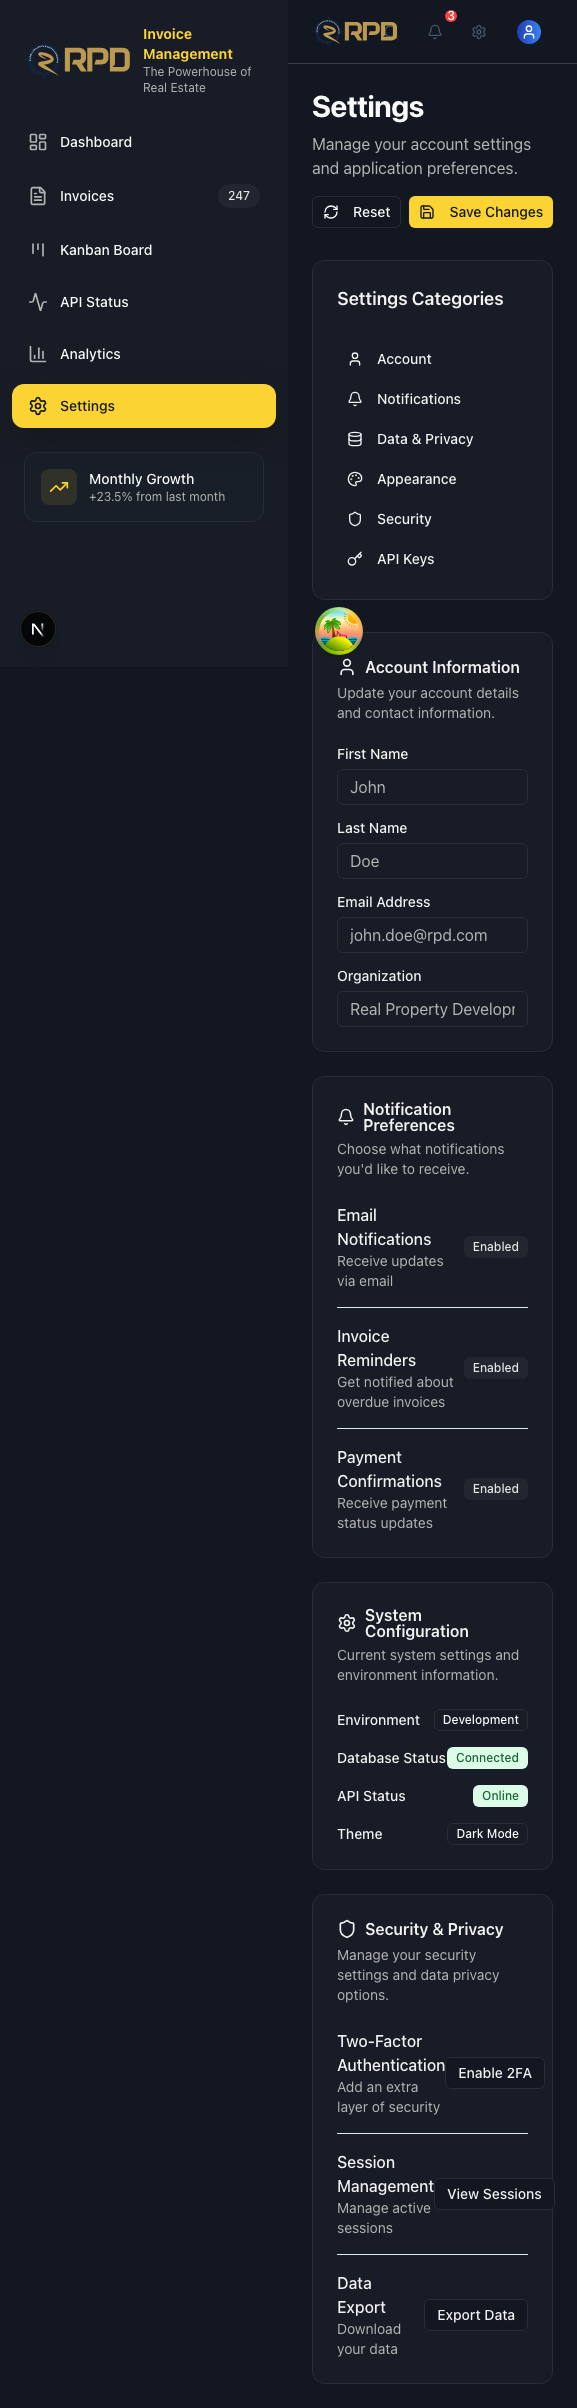 RPD
Invoice
Management
The Powerhouse of
Real Estate
Dashboard
Invoices 247
Kanban Board
API Status
Analytics
Settings
Monthly Growth
+23.5% from last month
N
RPD
3
Settings
Manage your account settings
and application preferences.
Reset Save Changes
Settings Categories
Account
Notifications
Data & Privacy
Appearance
Security
API Keys
Account Information
Update your account details
and contact information.
First Name
John
Last Name
Doe
Email Address
john.doe@rpd.com
Organization
Real Property Develop
Notification
Preferences
Choose what notifications
you'd like to receive.
Email
Notifications
Receive updates
via email
Enabled
Invoice
Reminders
Get notified about
overdue invoices
Enabled
Payment
Confirmations
Receive payment
status updates
Enabled
System
Configuration
Current system settings and
environment information.
Environment Development
Database Status Connected
API Status Online
Theme Dark Mode
Security & Privacy
Manage your security
settings and data privacy
options.
Two-Factor
Authentication
Add an extra
layer of security
Enable 2FA
Session
Management
Manage active
sessions
View Sessions
Data
Export
Download
your data
Export Data